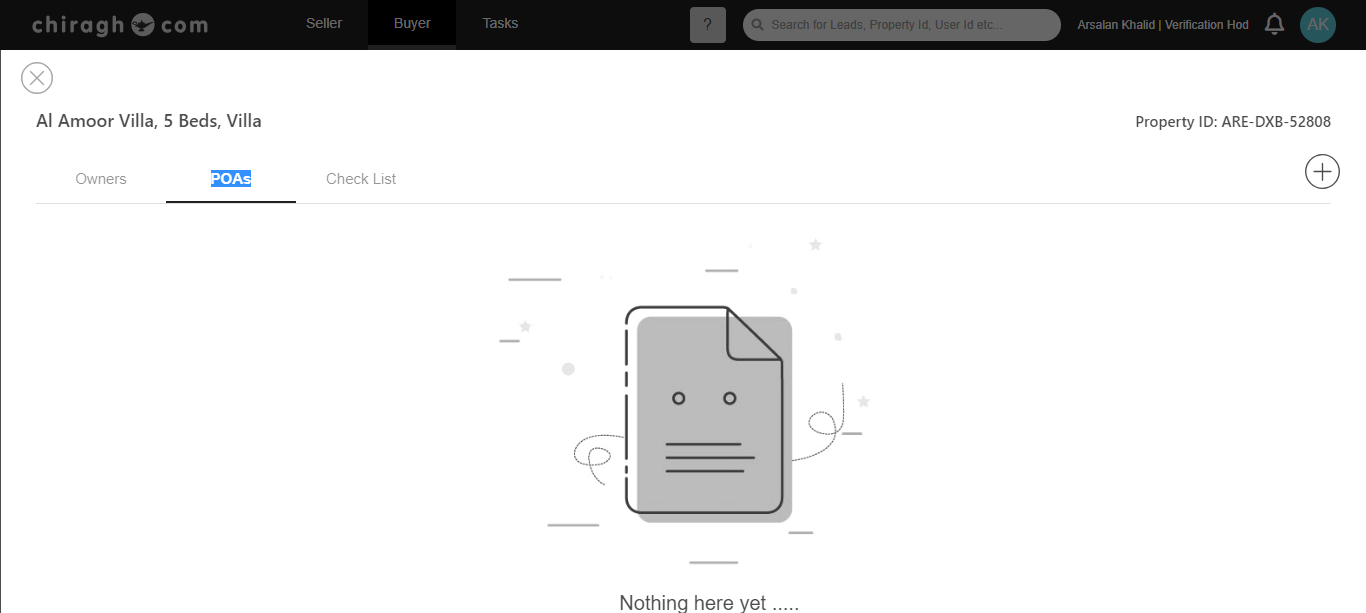 chiragh com Seller Buyer Tasks ? Search for Leads, Property Id, User Id etc... Arsalan Khalid | Verification Hod AK
Al Amoor Villa, 5 Beds, Villa Property ID: ARE-DXB-52808
Owners POAs Check List
Nothing here yet .....